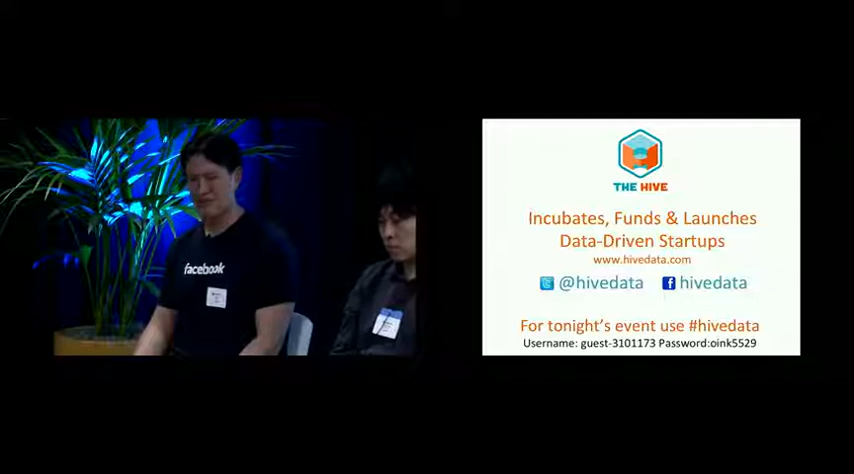 facebook
THE HIVE
Incubates, Funds & Launches
Data-Driven Startups
www.hivedata.com
@hivedata hivedata
For tonight's event use #hivedata
Username: guest-3101173 Password:oink5529